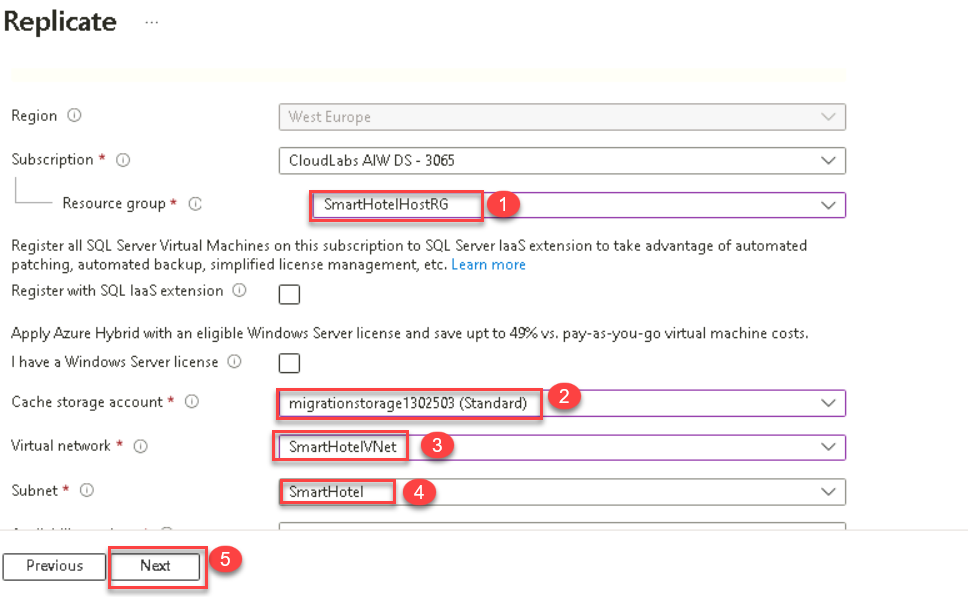 Replicate ...
Region
West Europe
Subscription *
CloudLabs AIW DS - 3065
Resource group *
SmartHotelHostRG
1
Register all SQL Server Virtual Machines on this subscription to SQL Server IaaS extension to take advantage of automated
patching, automated backup, simplified license management, etc. Learn more
Register with SQL IaaS extension
Apply Azure Hybrid with an eligible Windows Server license and save upt to 49% vs. pay-as-you-go virtual machine costs.
I have a Windows Server license
Cache storage account *
migrationstorage1302503 (Standard)
2
Virtual network *
SmartHotelVNet
3
Subnet *
SmartHotel
4
Previous
Next
5